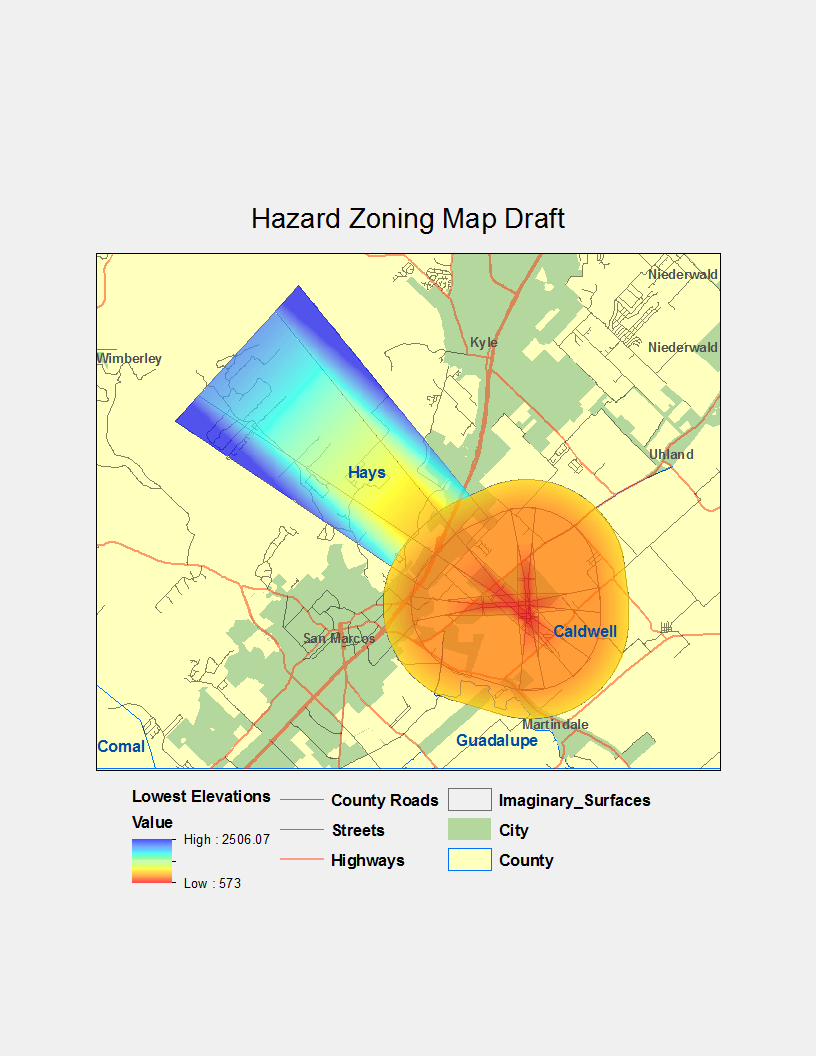 Hazard Zoning Map Draft
Niederwald
Kyle
Niederwald
Wimberley
Uhland
Hays
Caldwell
San Marcos
Martindale
Guadalupe
Comal
Lowest Elevations
Value
High : 2506.07
Low : 573
County Roads
Streets
Highways
Imaginary_Surfaces
City
County